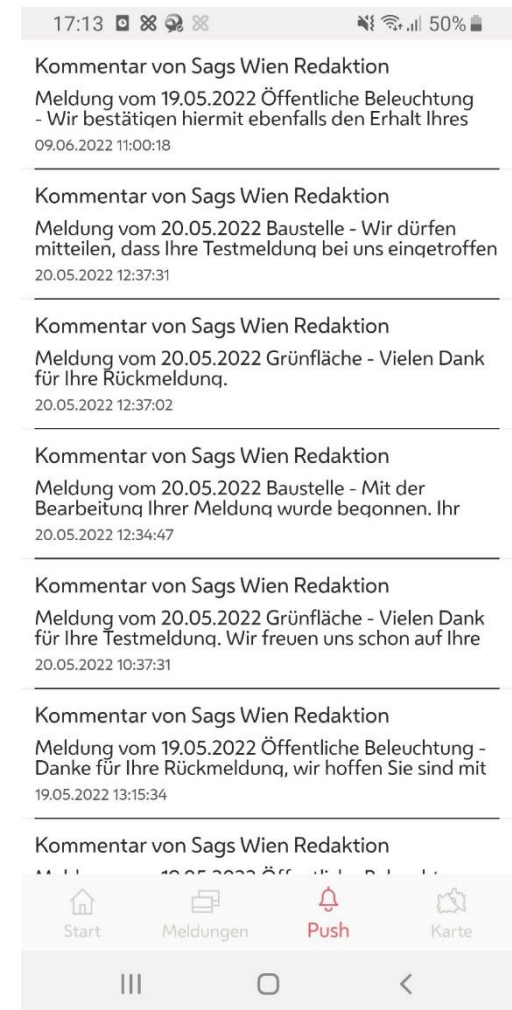 17:13 50%
Kommentar von Sags Wien Redaktion
Meldung vom 19.05.2022 Öffentliche Beleuchtung
- Wir bestätigen hiermit ebenfalls den Erhalt Ihres
09.06.2022 11:00:18
Kommentar von Sags Wien Redaktion
Meldung vom 20.05.2022 Baustelle - Wir dürfen
mitteilen, dass Ihre Testmeldung bei uns eingetroffen
20.05.2022 12:37:31
Kommentar von Sags Wien Redaktion
Meldung vom 20.05.2022 Grünfläche - Vielen Dank
für Ihre Rückmeldung.
20.05.2022 12:37:02
Kommentar von Sags Wien Redaktion
Meldung vom 20.05.2022 Baustelle - Mit der
Bearbeitung Ihrer Meldung wurde begonnen. Ihr
20.05.2022 12:34:47
Kommentar von Sags Wien Redaktion
Meldung vom 20.05.2022 Grünfläche - Vielen Dank
für Ihre Testmeldung. Wir freuen uns schon auf Ihre
20.05.2022 10:37:31
Kommentar von Sags Wien Redaktion
Meldung vom 19.05.2022 Öffentliche Beleuchtung -
Danke für Ihre Rückmeldung, wir hoffen Sie sind mit
19.05.2022 13:15:34
Kommentar von Sags Wien Redaktion
Start Meldungen Push Karte